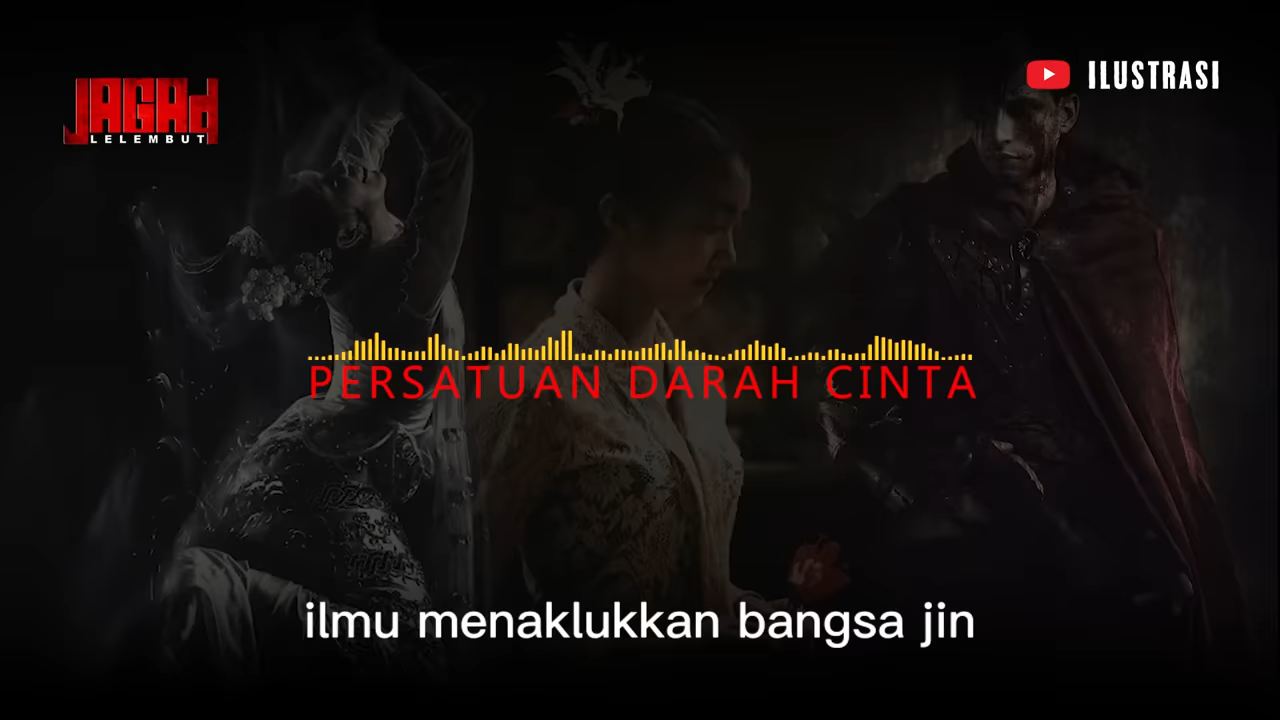 JAGAd
LELEMBUT
ILUSTRASI
PERSATUAN DARAH CINTA
ilmu menaklukkan bangsa jin